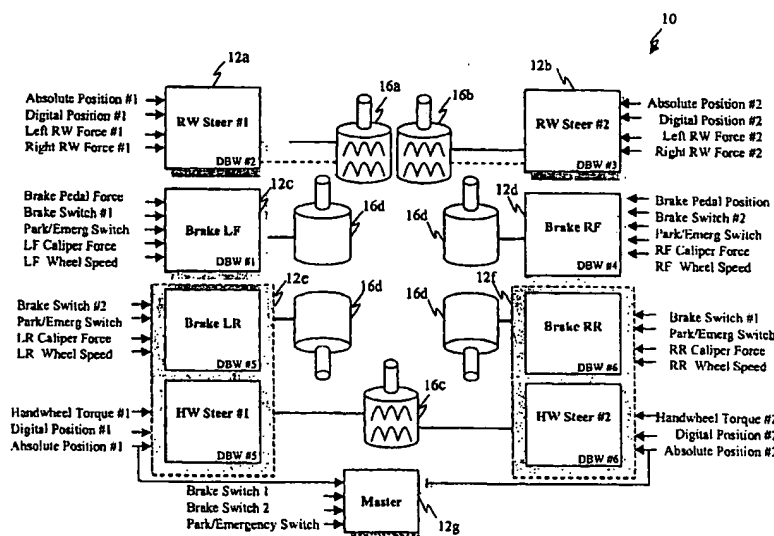 10
12a
12b
16a
16b
Absolute Position #1
Digital Position #1
Left RW Force #1
Right RW Force #1
RW Steer #1
DBW #2
RW Steer #2
DBW #3
Absolute Position #2
Digital Position #2
Left RW Force #2
Right RW Force #2
12c
12d
16d
16d
Brake Pedal Force
Brake Switch #1
Park/Emerg Switch
LF Caliper Force
LF Wheel Speed
Brake LF
DBW #1
Brake RF
DBW #4
Brake Pedal Position
Brake Switch #2
Park/Emerg Switch
RF Caliper Force
RF Wheel Speed
12e
12f
16d
16d
Brake Switch #2
Park/Emerg Switch
LR Caliper Force
LR Wheel Speed
Brake LR
DBW #5
Brake RR
DBW #6
Brake Switch #1
Park/Emerg Switch
RR Caliper Force
RR Wheel Speed
16c
Handwheel Torque #1
Digital Position #1
Absolute Position #1
HW Steer #1
DBW #5
HW Steer #2
DBW #6
Handwheel Torque #2
Digital Position #2
Absolute Position #2
Brake Switch 1
Brake Switch 2
Park/Emergency Switch
Master
12g